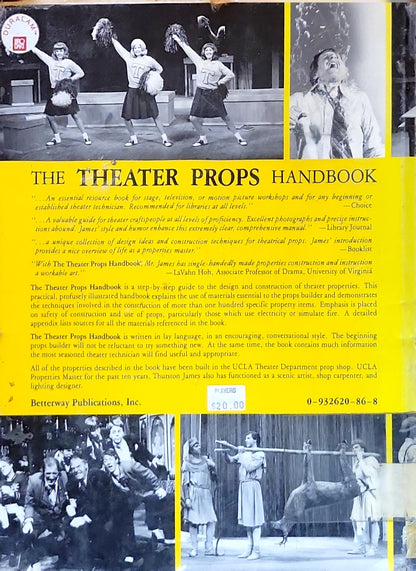 DURALAM
THE THEATER PROPS HANDBOOK
"... An essential resource book for stage, television, or motion picture workshops and for any beginning or
established theater technician. Recommended for libraries at all levels."
—Choice
"... A valuable guide for theater craftspeople at all levels of proficiency. Excellent photographs and precise instruc-
tions abound. James' style and humor enhance this extremely clear, comprehensive manual."
—Library Journal
"... a unique collection of design ideas and construction techniques for theatrical props. James' introduction
provides a nice overview of life as a properties master."
—Booklist
"With The Theater Props Handbook, Mr. James has single-handedly made properties construction and instruction
a workable art."
—LaVahn Hoh, Associate Professor of Drama, University of Virginia
The Theater Props Handbook is a step-by-step guide to the design and construction of theater properties. This
practical, profusely illustrated handbook explains the use of materials essential to the props builder and demonstrates
the techniques involved in the construction of more than one hundred specific property items. Emphasis is placed
on safety of construction and use of props, particularly those which use electricity or simulate fire. A detailed
appendix lists sources for all the materials referenced in the book.
The Theater Props Handbook is written in lay language, in an encouraging, conversational style. The beginning
props builder will not be reluctant to try something new. At the same time, the book contains much information
the most seasoned theater technician will find useful and appropriate.
All of the properties described in the book have been built in the UCLA Theater Department prop shop. UCLA
Properties Master for the past ten years, Thurston James also has functioned as a scenic artist, shop carpenter, and
lighting designer.
Betterway Publications, Inc.
PLAYERS
$20.00
0-932620-86-8